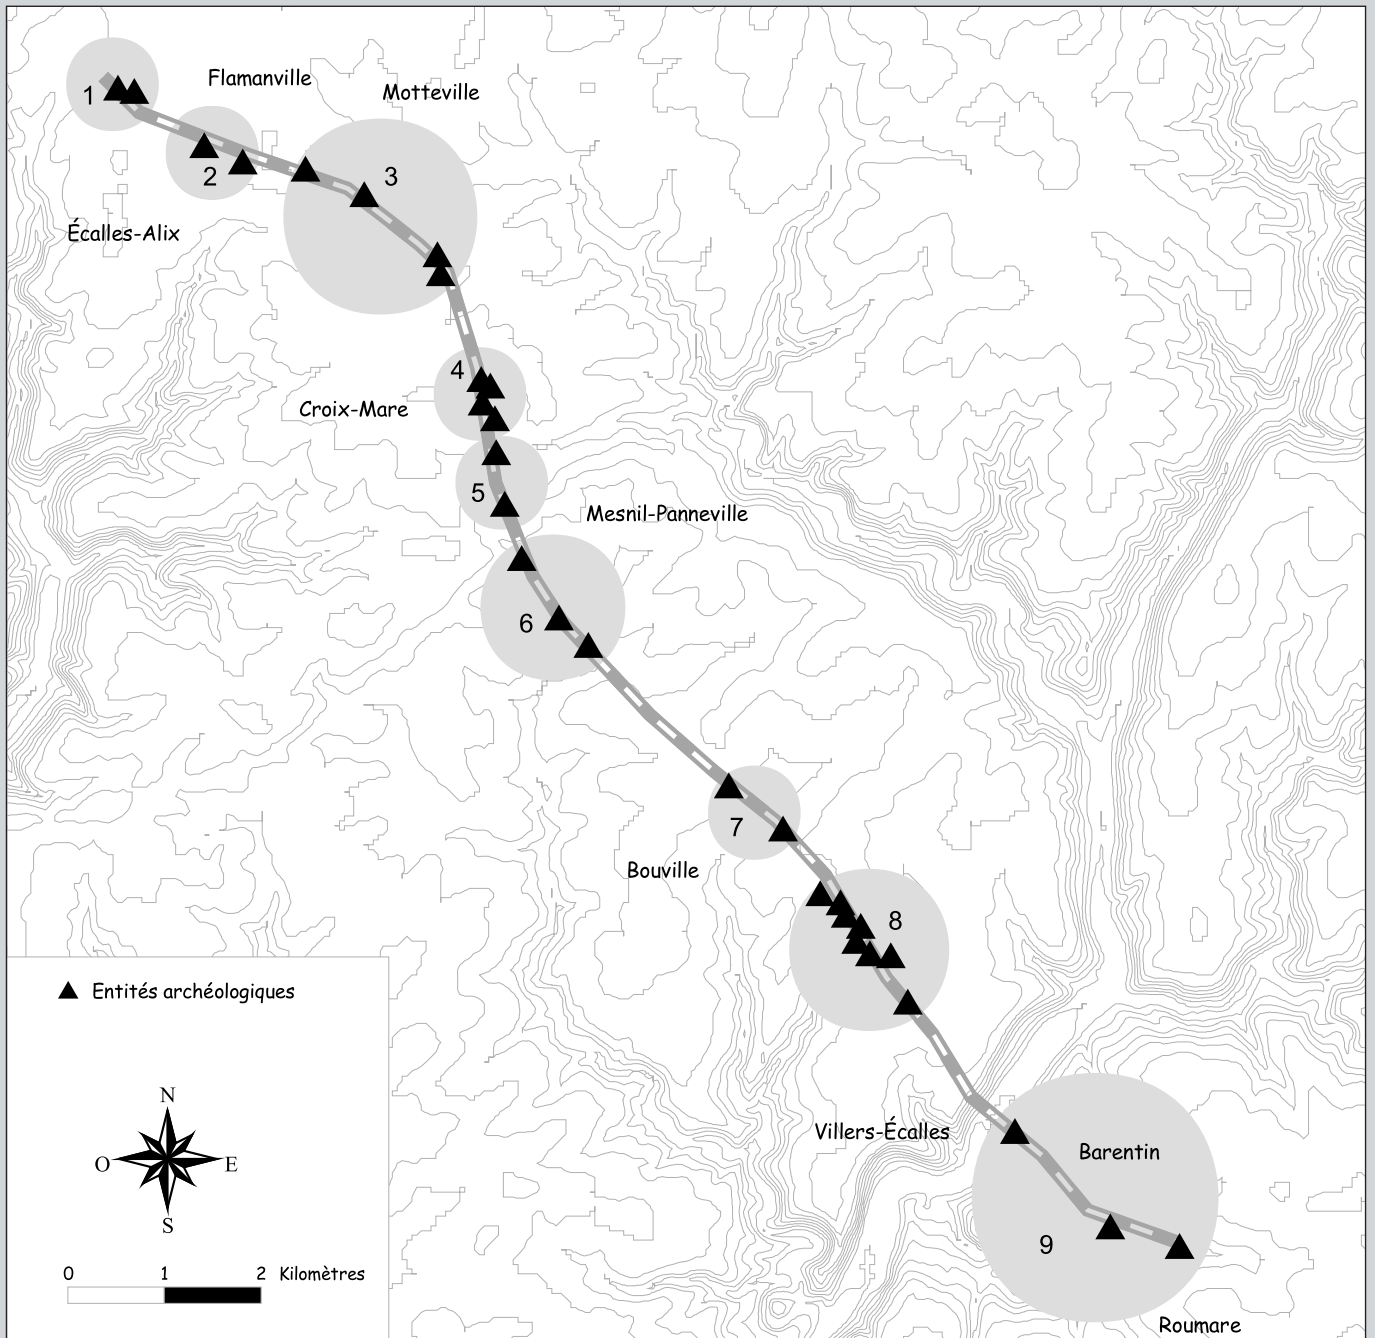 Flamanville
Motteville
1
2
3
Écalles-Alix
4
Croix-Mare
5
Mesnil-Panneville
6
7
Bouville
8
Entités archéologiques
N
O
E
S
Villers-Écalles
Barentin
9
0 1 2 Kilomètres
Roumare